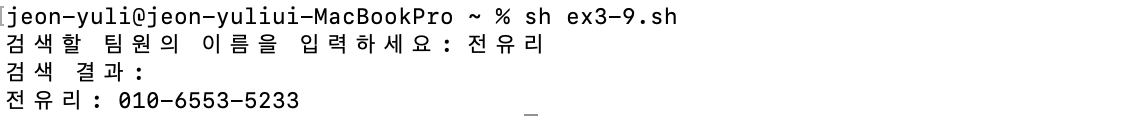 jeon-yuli@jeon-yuliui-MacBookPro ~ % sh ex3-9.sh
검색할 팀원의 이름을 입력하세요: 전유리
검색 결과:
전유리: 010-6553-5233